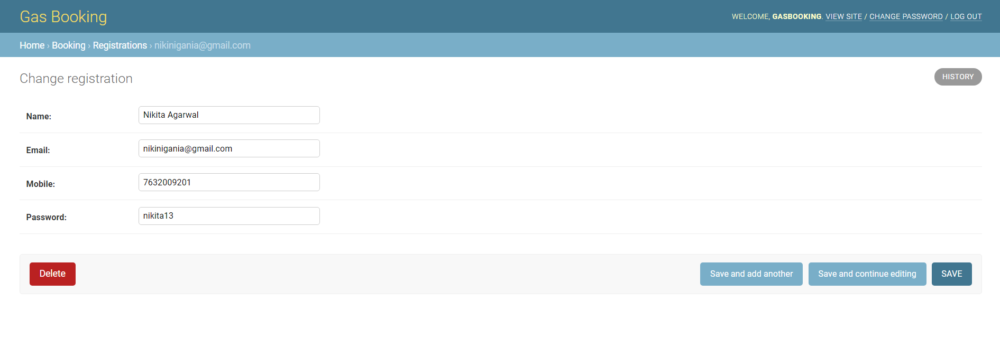 Gas Booking
WELCOME, GASBOOKING. VIEW SITE / CHANGE PASSWORD / LOG OUT
Home › Booking › Registrations › nikinigania@gmail.com
Change registration
HISTORY
Name: Nikita Agarwal
Email: nikinigania@gmail.com
Mobile: 7632009201
Password: nikita13
Delete Save and add another Save and continue editing SAVE